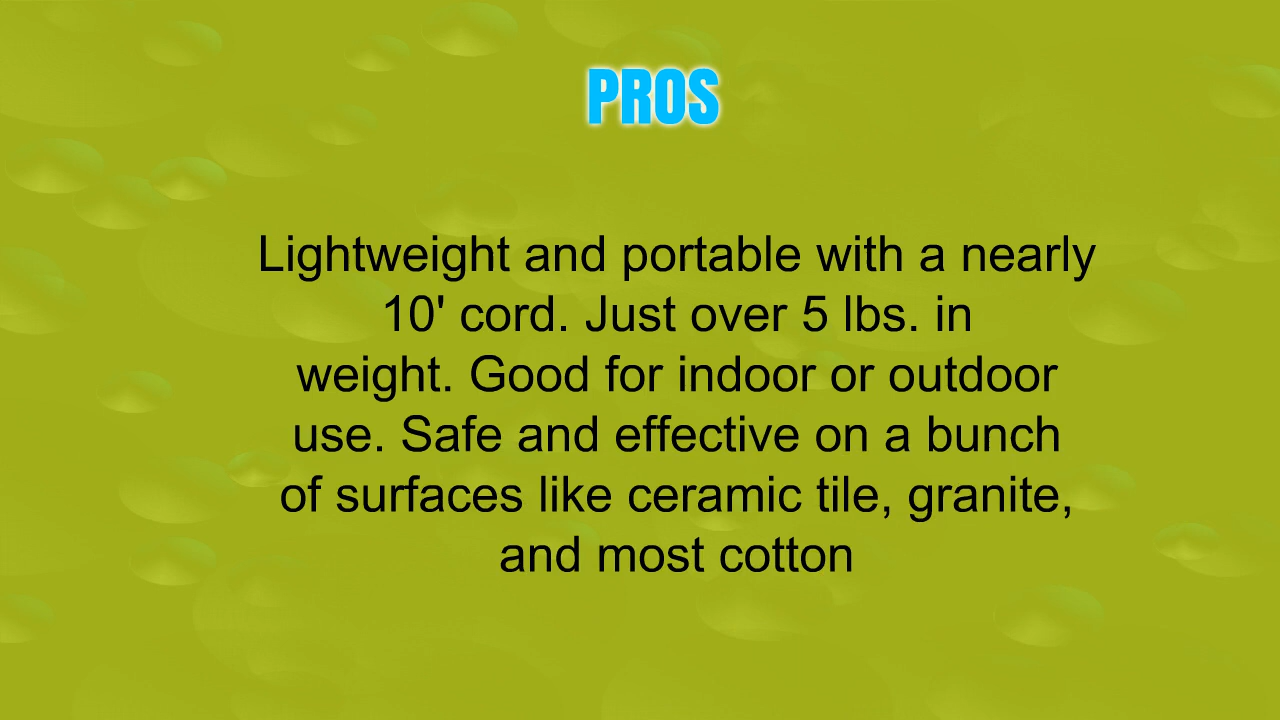 PROS
Lightweight and portable with a nearly
10' cord. Just over 5 lbs. in
weight. Good for indoor or outdoor
use. Safe and effective on a bunch
of surfaces like ceramic tile, granite,
and most cotton